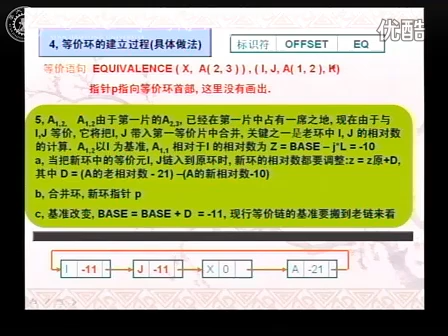 优酷
4, 等价环的建立过程(具体做法)
标识符 OFFSET EQ
等价语句 EQUIVALENCE ( X, A( 2, 3 ) ), ( I, J, A( 1, 2 ), K)
指针p指向等价环首部, 这里没有画出.
5, A1,2, A1,2由于第一片的A2,3, 已经在第一片中占有一席之地, 现在由于与
I,J 等价, 它将把I,J 带入第一等价片中合并, 关键之一是老环中 I, J 的相对数
的计算. A1,2以I 为基准, A1,1 相对于I 的相对数为 Z = BASE – j*L = -10
a, 当把新环中的等价元I, J链入到原环时, 新环的相对数都要调整:z = z原+D,
其中 D = (A的老相对数 - 21) –(A的新相对数-10)
b, 合并环, 新环指针 p
c, 基准改变, BASE = BASE + D = -11, 现行等价链的基准要搬到老链来看
I -11 J -11 X 0 A -21